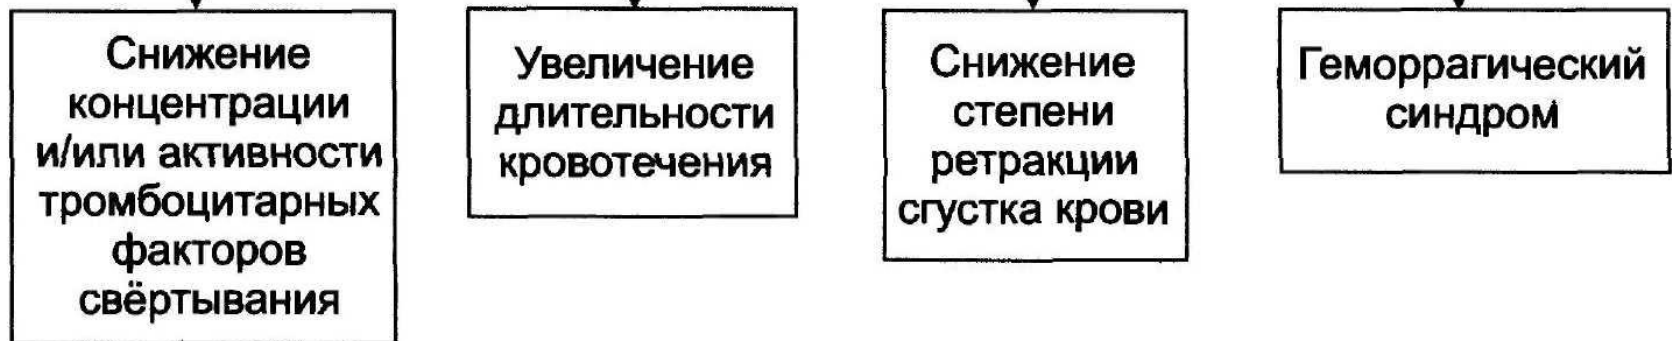 Снижение
концентрации
и/или активности
тромбоцитарных
факторов
свёртывания
Увеличение
длительности
кровотечения
Снижение
степени
ретракции
сгустка крови
Геморрагический
синдром